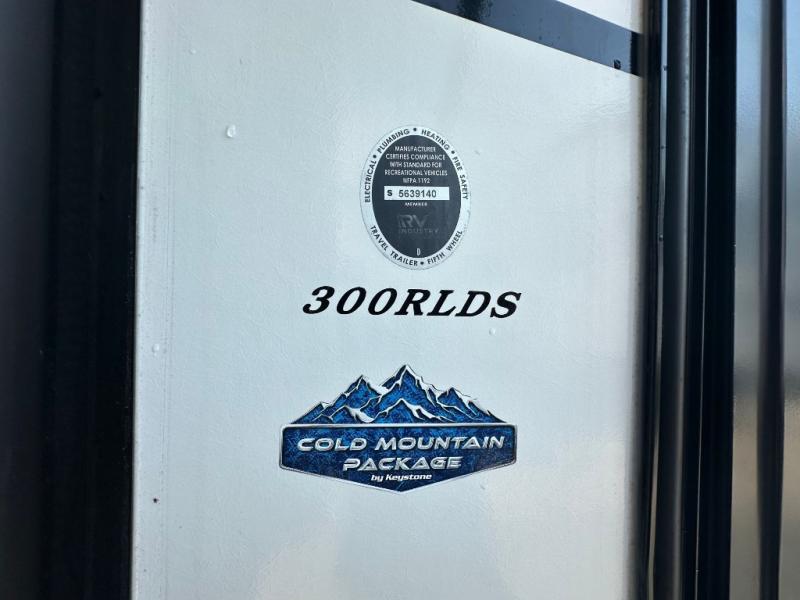 ELECTRICAL • PLUMBING • HEATING • FIRE SAFETY
MANUFACTURER
CERTIFIES COMPLIANCE
WITH STANDARD FOR
RECREATIONAL VEHICLES
NFPA 1192
S 5639140
MEMBER
RV
INDUSTRY
D
TRAVEL TRAILER • FIFTH WHEEL
300RLDS
COLD MOUNTAIN
PACKAGE
by Keystone